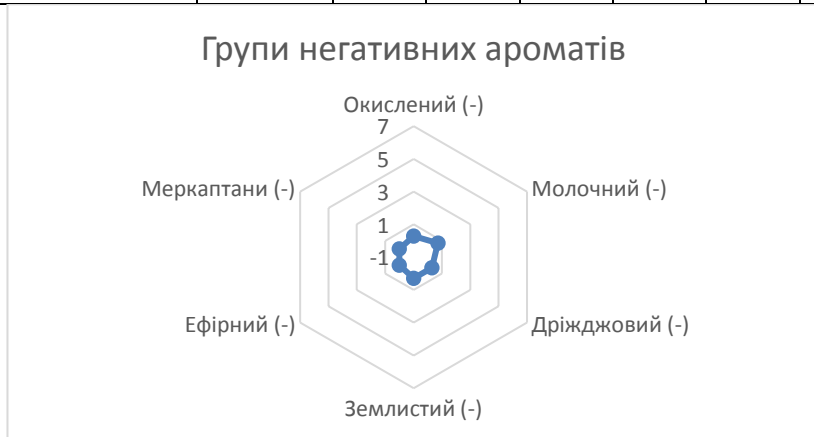 Групи негативних ароматів
Окислений (-)
7
5
Молочний (-)
Меркаптани (-)
3
1
-1
Ефірний (-)
Дріжджовий (-)
Землистий (-)